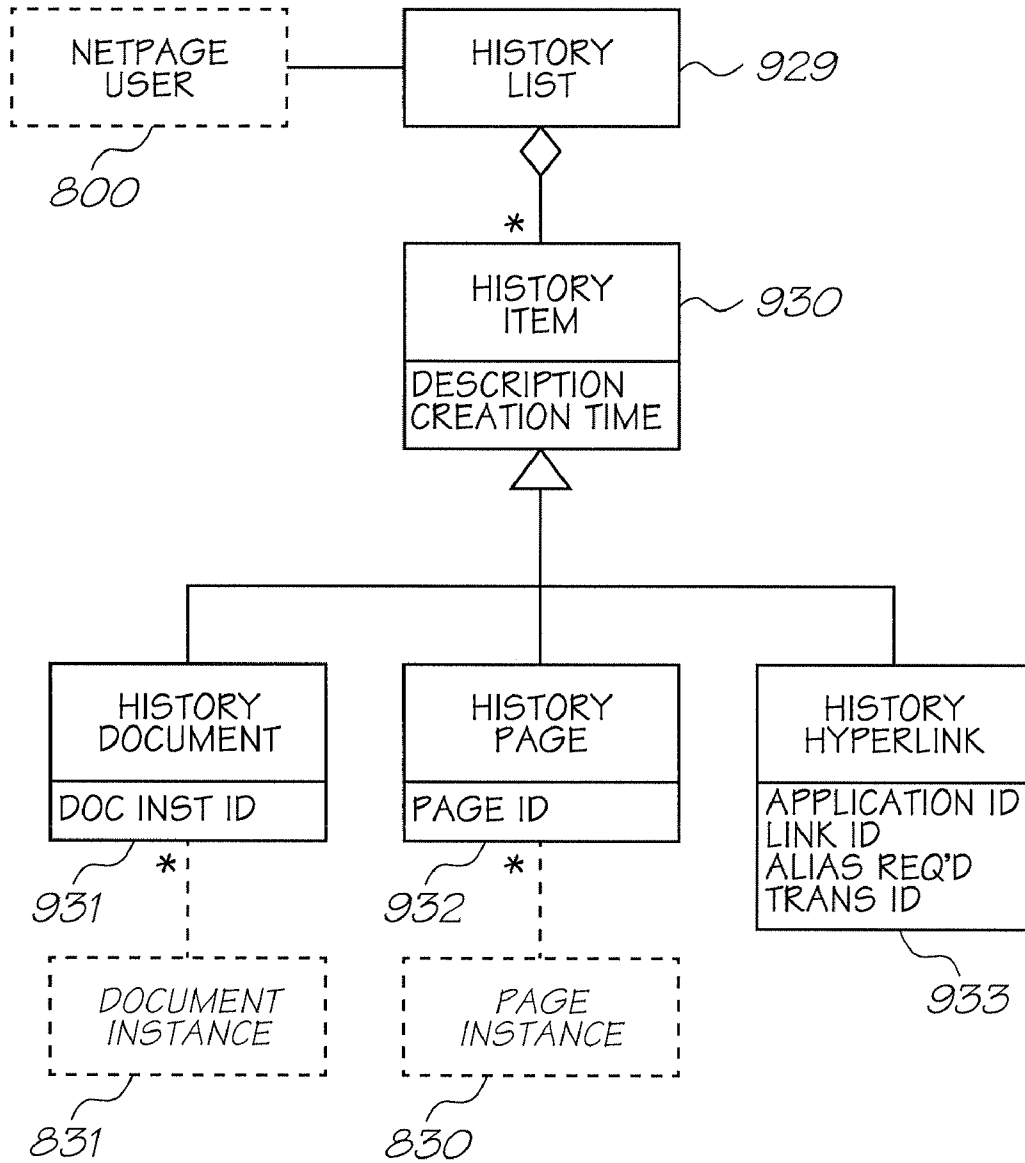 NETPAGE
USER
HISTORY
LIST
929
800
*
HISTORY
ITEM
930
DESCRIPTION
CREATION TIME
HISTORY
DOCUMENT
HISTORY
PAGE
HISTORY
HYPERLINK
DOC INST ID
PAGE ID
APPLICATION ID
LINK ID
ALIAS REQ'D
TRANS ID
931
*
932
*
933
DOCUMENT
INSTANCE
PAGE
INSTANCE
831
830